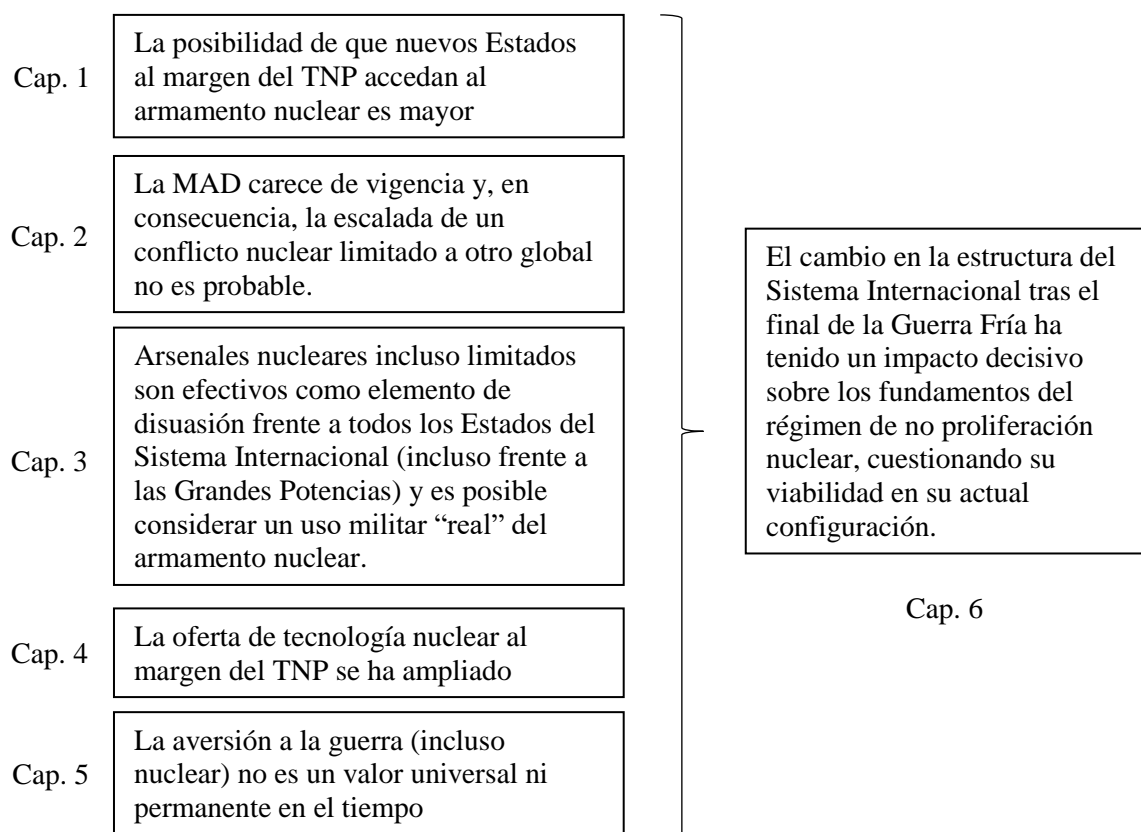 Cap. 1
La posibilidad de que nuevos Estados
al margen del TNP accedan al
armamento nuclear es mayor
Cap. 2
La MAD carece de vigencia y, en
consecuencia, la escalada de un
conflicto nuclear limitado a otro global
no es probable.
Cap. 3
Arsenales nucleares incluso limitados
son efectivos como elemento de
disuasión frente a todos los Estados del
Sistema Internacional (incluso frente a
las Grandes Potencias) y es posible
considerar un uso militar “real” del
armamento nuclear.
Cap. 4
La oferta de tecnología nuclear al
margen del TNP se ha ampliado
Cap. 5
La aversión a la guerra (incluso
nuclear) no es un valor universal ni
permanente en el tiempo
El cambio en la estructura del
Sistema Internacional tras el
final de la Guerra Fría ha
tenido un impacto decisivo
sobre los fundamentos del
régimen de no proliferación
nuclear, cuestionando su
viabilidad en su actual
configuración.
Cap. 6